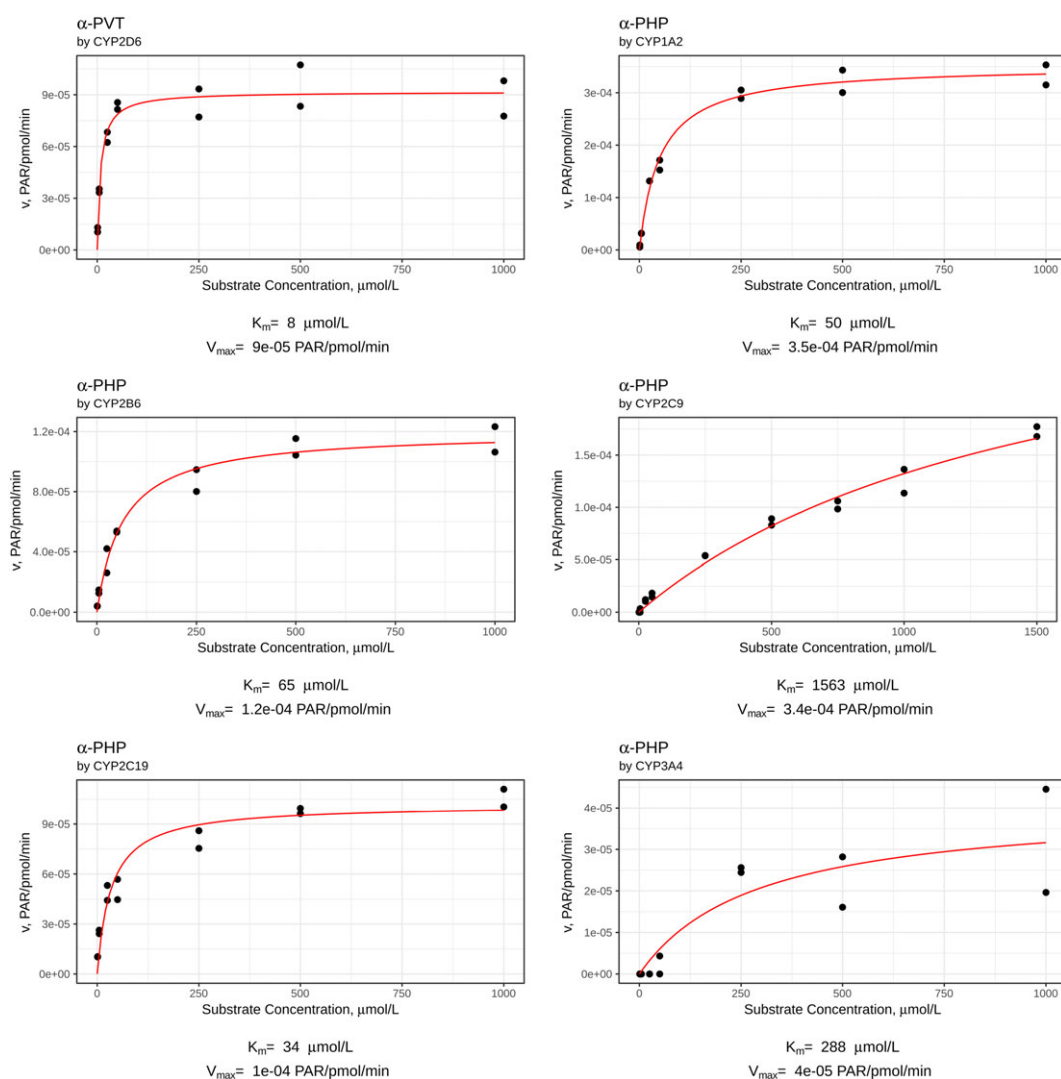 α-PVT
by CYP2D6
v, PAR/pmol/min
9e-05
6e-05
3e-05
0e+00
0 250 500 750 1000
Substrate Concentration, μmol/L
Km= 8 μmol/L
Vmax= 9e-05 PAR/pmol/min
α-PHP
by CYP1A2
v, PAR/pmol/min
3e-04
2e-04
1e-04
0e+00
0 250 500 750 1000
Substrate Concentration, μmol/L
Km= 50 μmol/L
Vmax= 3.5e-04 PAR/pmol/min
α-PHP
by CYP2B6
v, PAR/pmol/min
1.2e-04
8.0e-05
4.0e-05
0.0e+00
0 250 500 750 1000
Substrate Concentration, μmol/L
Km= 65 μmol/L
Vmax= 1.2e-04 PAR/pmol/min
α-PHP
by CYP2C9
v, PAR/pmol/min
1.5e-04
1.0e-04
5.0e-05
0.0e+00
0 500 1000 1500
Substrate Concentration, μmol/L
Km= 1563 μmol/L
Vmax= 3.4e-04 PAR/pmol/min
α-PHP
by CYP2C19
v, PAR/pmol/min
9e-05
6e-05
3e-05
0e+00
0 250 500 750 1000
Substrate Concentration, μmol/L
Km= 34 μmol/L
Vmax= 1e-04 PAR/pmol/min
α-PHP
by CYP3A4
v, PAR/pmol/min
4e-05
3e-05
2e-05
1e-05
0e+00
0 250 500 750 1000
Substrate Concentration, μmol/L
Km= 288 μmol/L
Vmax= 4e-05 PAR/pmol/min